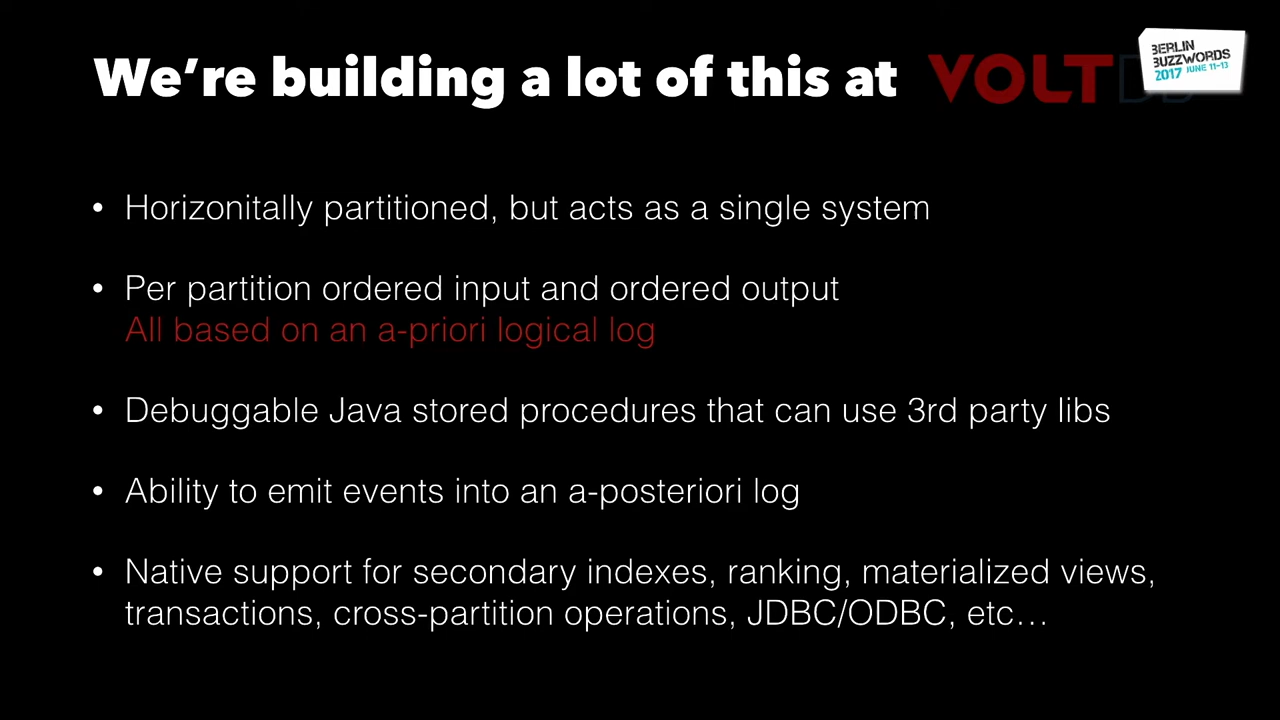 We're building a lot of this at VOLTDB
BERLIN
BUZZWORDS
2017 JUNE 11-13
• Horizonitally partitioned, but acts as a single system
• Per partition ordered input and ordered output
All based on an a-priori logical log
• Debuggable Java stored procedures that can use 3rd party libs
• Ability to emit events into an a-posteriori log
• Native support for secondary indexes, ranking, materialized views,
transactions, cross-partition operations, JDBC/ODBC, etc…